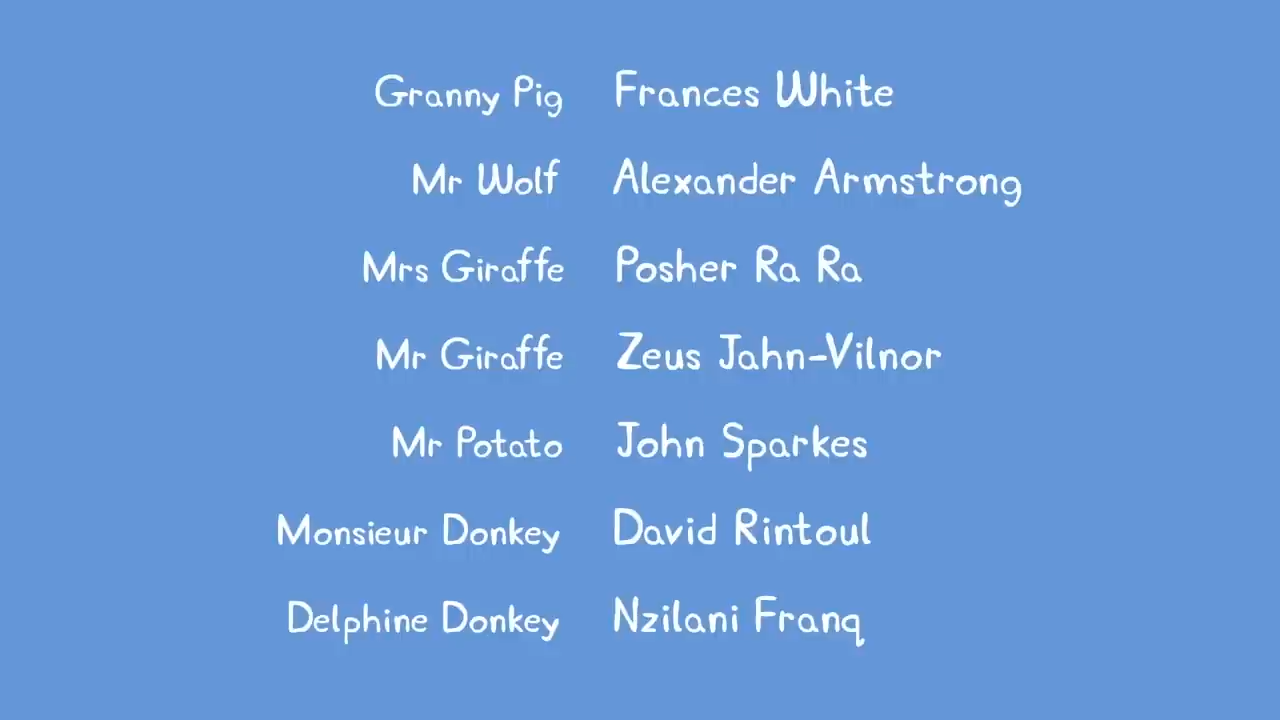 Granny Pig Frances White
Mr Wolf Alexander Armstrong
Mrs Giraffe Posher Ra Ra
Mr Giraffe Zeus Jahn-Vilnor
Mr Potato John Sparkes
Monsieur Donkey David Rintoul
Delphine Donkey Nzilani Franq